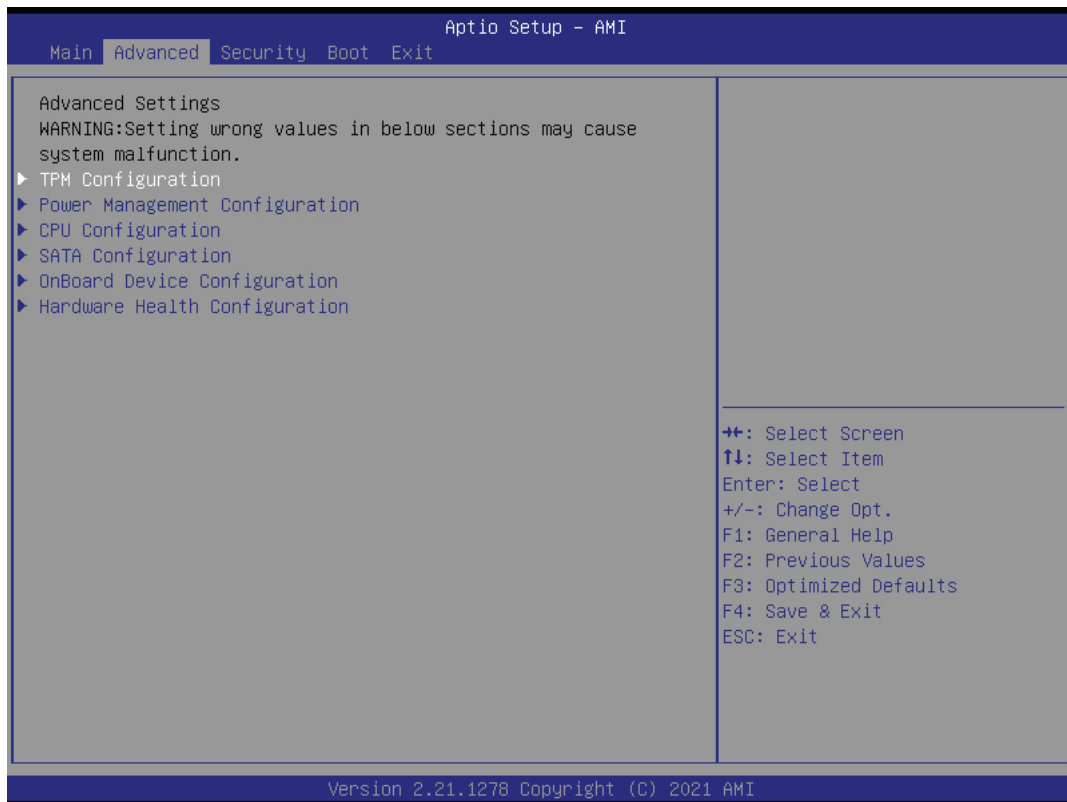 Aptio Setup – AMI
Main Advanced Security Boot Exit
Advanced Settings
WARNING:Setting wrong values in below sections may cause
system malfunction.
▶ TPM Configuration
▶ Power Management Configuration
▶ CPU Configuration
▶ SATA Configuration
▶ OnBoard Device Configuration
▶ Hardware Health Configuration
→←: Select Screen
↑↓: Select Item
Enter: Select
+/-: Change Opt.
F1: General Help
F2: Previous Values
F3: Optimized Defaults
F4: Save & Exit
ESC: Exit
Version 2.21.1278 Copyright (C) 2021 AMI